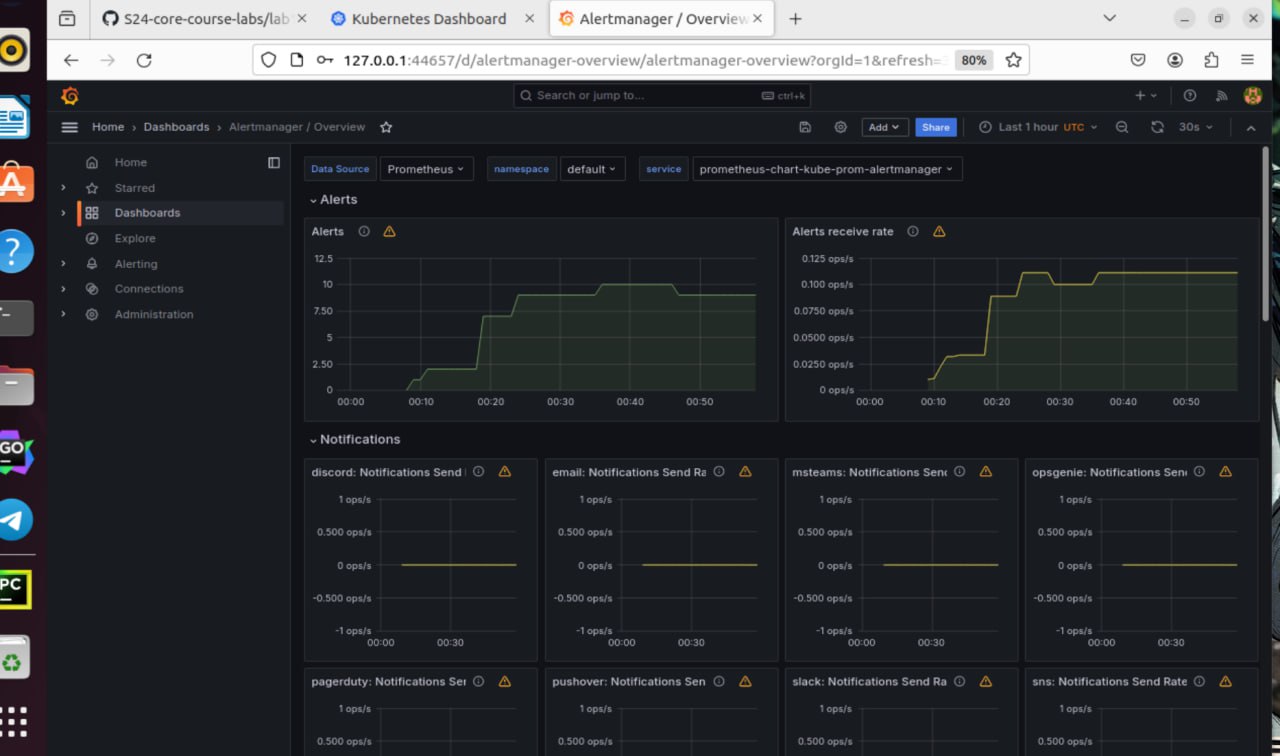 S24-core-course-labs/lab
Kubernetes Dashboard
Alertmanager / Overview
127.0.0.1:44657/d/alertmanager-overview/alertmanager-overview?orgId=1&refresh=
80%
Search or jump to...
ctrl+k
Home › Dashboards › Alertmanager / Overview
Add
Share
Last 1 hour UTC
30s
Home
Starred
Dashboards
Explore
Alerting
Connections
Administration
Data Source Prometheus
namespace default
service prometheus-chart-kube-prom-alertmanager
Alerts
Alerts
12.5
10
7.50
5
2.50
0
00:00 00:10 00:20 00:30 00:40 00:50
Alerts receive rate
0.125 ops/s
0.100 ops/s
0.0750 ops/s
0.0500 ops/s
0.0250 ops/s
0 ops/s
00:00 00:10 00:20 00:30 00:40 00:50
Notifications
discord: Notifications Send
1 ops/s
0.500 ops/s
0 ops/s
-0.500 ops/s
-1 ops/s
00:00 00:30
email: Notifications Send Ra
1 ops/s
0.500 ops/s
0 ops/s
-0.500 ops/s
-1 ops/s
00:00 00:30
msteams: Notifications Send
1 ops/s
0.500 ops/s
0 ops/s
-0.500 ops/s
-1 ops/s
00:00 00:30
opsgenie: Notifications Sen
1 ops/s
0.500 ops/s
0 ops/s
-0.500 ops/s
-1 ops/s
00:00 00:30
pagerduty: Notifications Ser
1 ops/s
0.500 ops/s
pushover: Notifications Sen
1 ops/s
0.500 ops/s
slack: Notifications Send Ra
1 ops/s
0.500 ops/s
sns: Notifications Send Rate
1 ops/s
0.500 ops/s
GO
PC